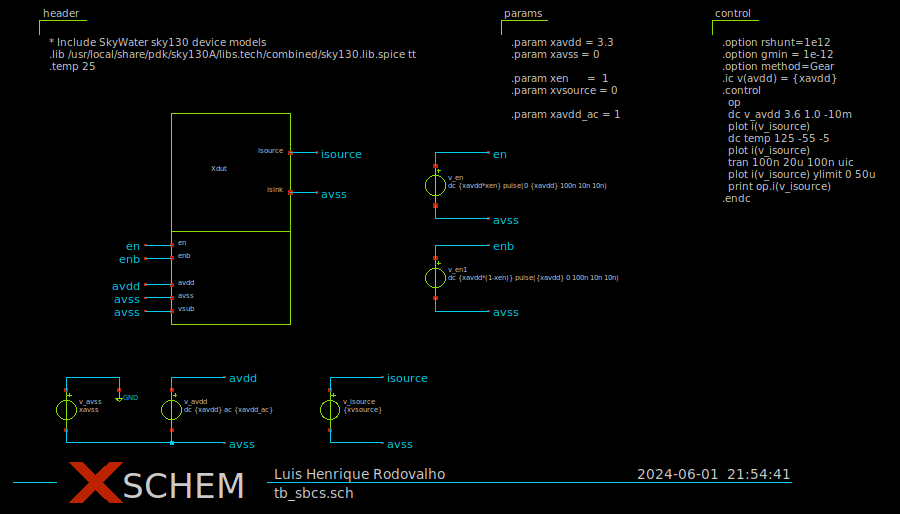 header
* Include SkyWater sky130 device models
.lib /usr/local/share/pdk/sky130A/libs.tech/combined/sky130.lib.spice tt
.temp 25
params
.param xavdd = 3.3
.param xavss = 0
.param xen = 1
.param xvsource = 0
.param xavdd_ac = 1
control
.option rshunt=1e12
.option gmin = 1e-12
.option method=Gear
.ic v(avdd) = {xavdd}
.control
op
dc v_avdd 3.6 1.0 -10m
plot i(v_isource)
dc temp 125 -55 -5
plot i(v_isource)
tran 100n 20u 100n uic
plot i(v_isource) ylimit 0 50u
print op.i(v_isource)
.endc
isource
isource
Xdut
isink
avss
en
en
enb
enb
avdd
avdd
avss
avss
avss
vsub
en
v_en
dc {xavdd*xen} pulse(0 {xavdd} 100n 10n 10n)
avss
enb
v_en1
dc {xavdd*(1-xen)} pulse({xavdd} 0 100n 10n 10n)
avss
GND
v_avss
xavss
avdd
v_avdd
dc {xavdd} ac {xavdd_ac}
avss
isource
v_isource
{xvsource}
avss
XSCHEM
Luis Henrique Rodovalho
2024-06-01 21:54:41
tb_sbcs.sch